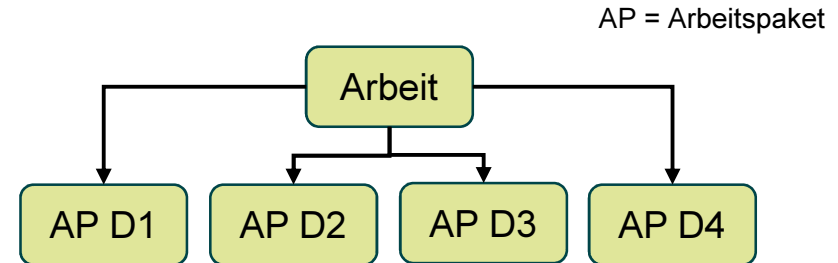 AP = Arbeitspaket
Arbeit
AP D1
AP D2
AP D3
AP D4